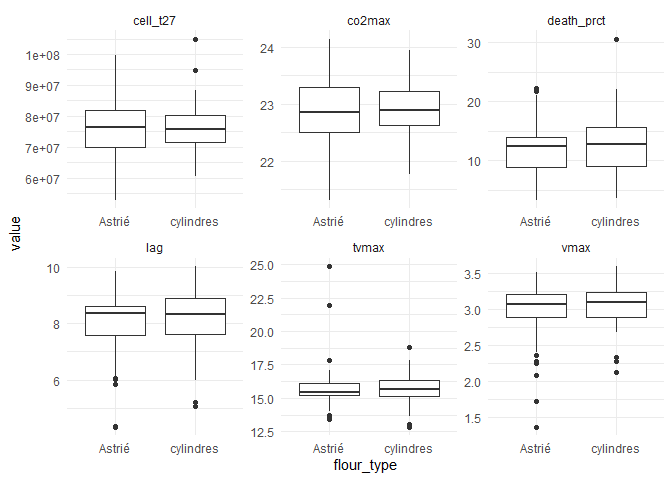 cell_t27 co2max death_prct
1e+08 24 30
9e+07
8e+07 23 20
7e+07
6e+07 22 10
Astrié cylindres Astrié cylindres Astrié cylindres
value
lag tvmax vmax
10 25.0 3.5
22.5 3.0
8 20.0 2.5
17.5 2.0
6 15.0 1.5
12.5
Astrié cylindres Astrié cylindres Astrié cylindres
flour_type